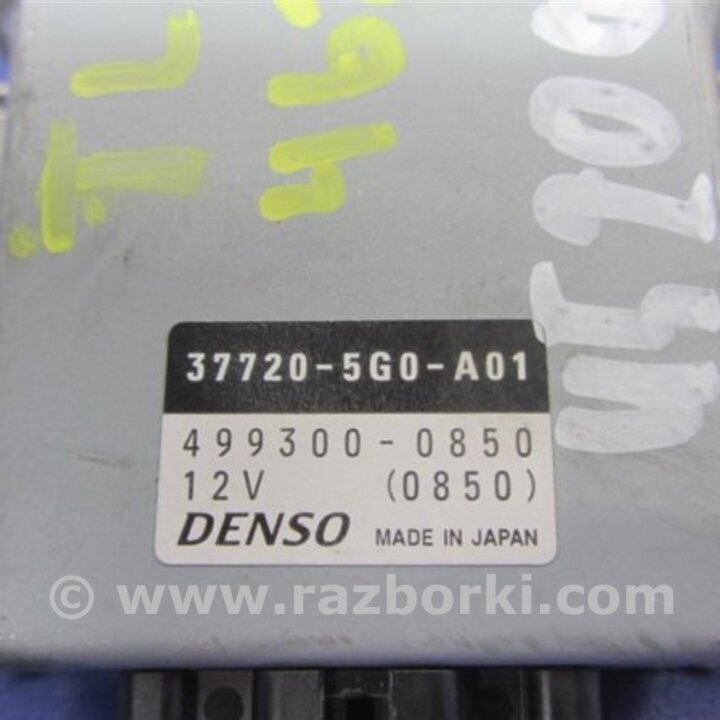 37720-5G0-A01
499300-0850
12V (0850)
DENSO MADE IN JAPAN
© www.razborki.com